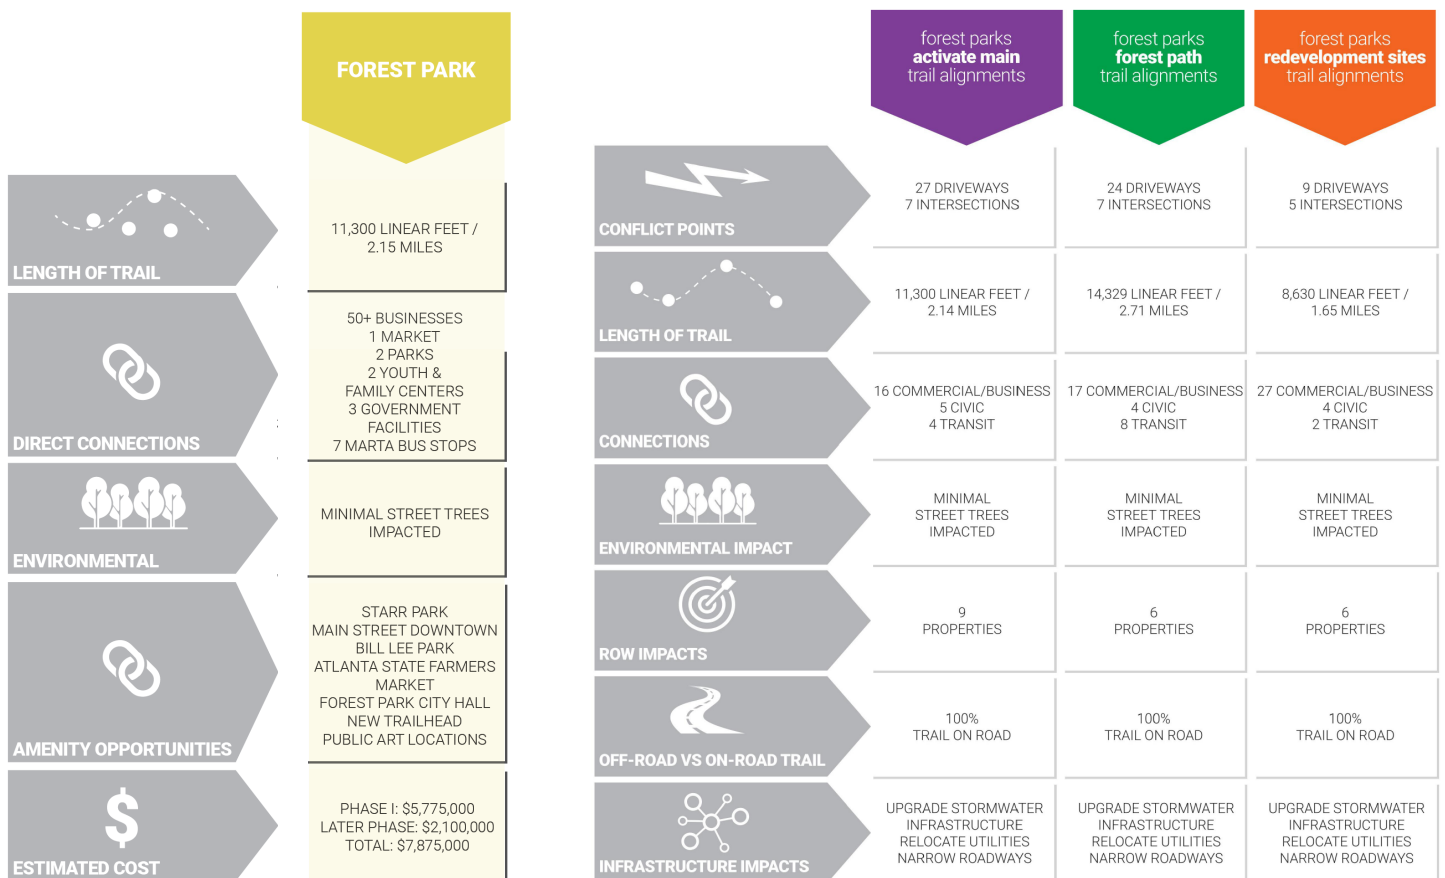 FOREST PARK
LENGTH OF TRAIL
11,300 LINEAR FEET /
2.15 MILES
DIRECT CONNECTIONS
50+ BUSINESSES
1 MARKET
2 PARKS
2 YOUTH &
FAMILY CENTERS
3 GOVERNMENT
FACILITIES
7 MARTA BUS STOPS
ENVIRONMENTAL
MINIMAL STREET TREES
IMPACTED
AMENITY OPPORTUNITIES
STARR PARK
MAIN STREET DOWNTOWN
BILL LEE PARK
ATLANTA STATE FARMERS
MARKET
FOREST PARK CITY HALL
NEW TRAILHEAD
PUBLIC ART LOCATIONS
$
ESTIMATED COST
PHASE I: $5,775,000
LATER PHASE: $2,100,000
TOTAL: $7,875,000
forest parks
activate main
trail alignments
forest parks
forest path
trail alignments
forest parks
redevelopment sites
trail alignments
CONFLICT POINTS
27 DRIVEWAYS
7 INTERSECTIONS
24 DRIVEWAYS
7 INTERSECTIONS
9 DRIVEWAYS
5 INTERSECTIONS
LENGTH OF TRAIL
11,300 LINEAR FEET /
2.14 MILES
14,329 LINEAR FEET /
2.71 MILES
8,630 LINEAR FEET /
1.65 MILES
CONNECTIONS
16 COMMERCIAL/BUSINESS
5 CIVIC
4 TRANSIT
17 COMMERCIAL/BUSINESS
4 CIVIC
8 TRANSIT
27 COMMERCIAL/BUSINESS
4 CIVIC
2 TRANSIT
ENVIRONMENTAL IMPACT
MINIMAL
STREET TREES
IMPACTED
MINIMAL
STREET TREES
IMPACTED
MINIMAL
STREET TREES
IMPACTED
ROW IMPACTS
9
PROPERTIES
6
PROPERTIES
6
PROPERTIES
OFF-ROAD VS ON-ROAD TRAIL
100%
TRAIL ON ROAD
100%
TRAIL ON ROAD
100%
TRAIL ON ROAD
INFRASTRUCTURE IMPACTS
UPGRADE STORMWATER
INFRASTRUCTURE
RELOCATE UTILITIES
NARROW ROADWAYS
UPGRADE STORMWATER
INFRASTRUCTURE
RELOCATE UTILITIES
NARROW ROADWAYS
UPGRADE STORMWATER
INFRASTRUCTURE
RELOCATE UTILITIES
NARROW ROADWAYS